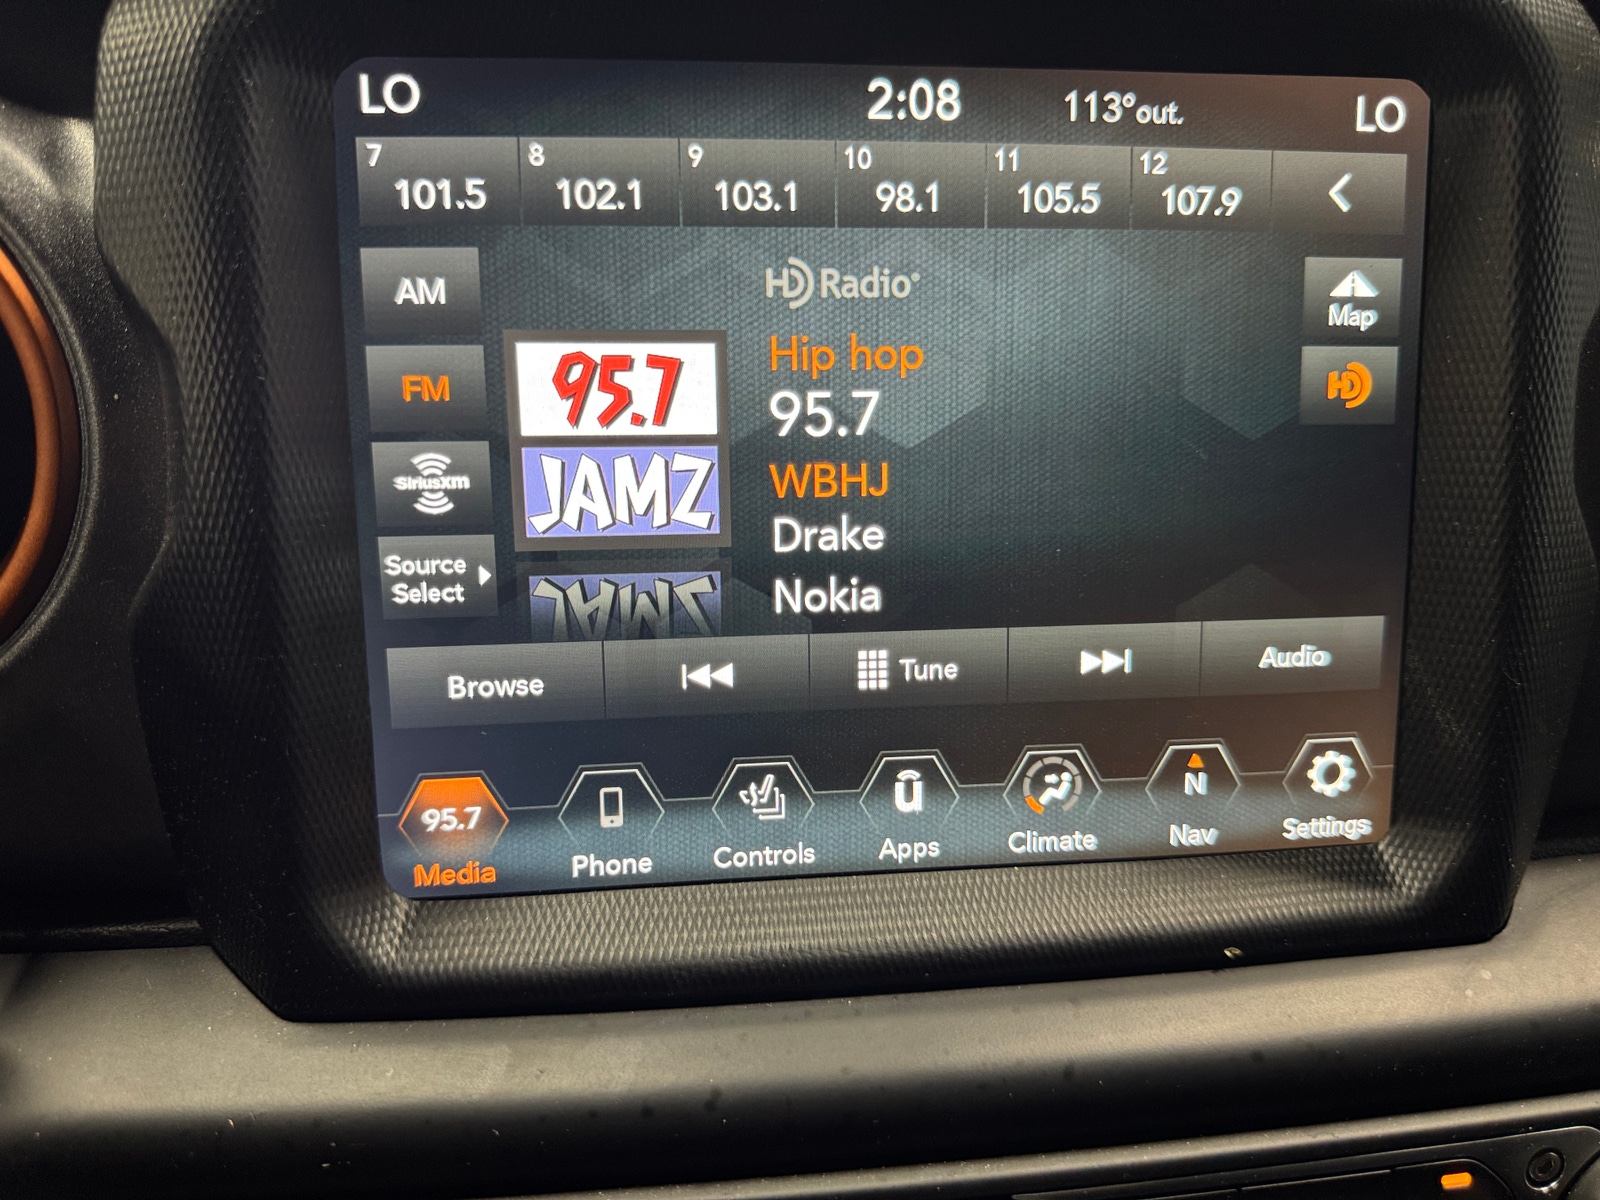 LO 2:08 113° out. LO
7 8 9 10 11 12
101.5 102.1 103.1 98.1 105.5 107.9
AM
FM
SiriusXM
Source
Select
95.7
JAMZ
HD Radio®
Hip hop
95.7
WBHJ
Drake
Nokia
Map
HD
Browse Tune Audio
95.7 u N
Media Phone Controls Apps Climate Nav Settings